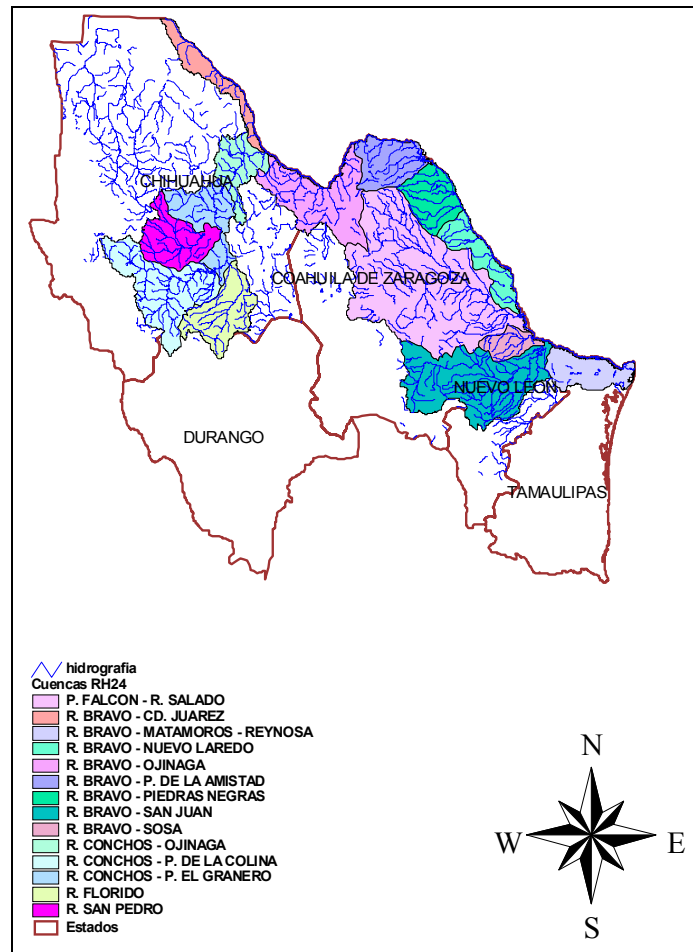 CHIHUAHUA
COAHUILA DE ZARAGOZA
NUEVO LEON
DURANGO
TAMAULIPAS
hidrografia
Cuencas RH24
P. FALCON - R. SALADO
R. BRAVO - CD. JUAREZ
R. BRAVO - MATAMOROS - REYNOSA
R. BRAVO - NUEVO LAREDO
R. BRAVO - OJINAGA
R. BRAVO - P. DE LA AMISTAD
R. BRAVO - PIEDRAS NEGRAS
R. BRAVO - SAN JUAN
R. BRAVO - SOSA
R. CONCHOS - OJINAGA
R. CONCHOS - P. DE LA COLINA
R. CONCHOS - P. EL GRANERO
R. FLORIDO
R. SAN PEDRO
Estados
N
W E
S